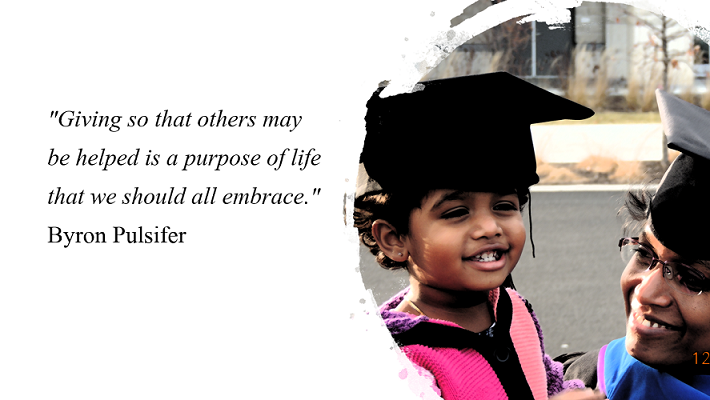 "Giving so that others may
be helped is a purpose of life
that we should all embrace."
Byron Pulsifer
12